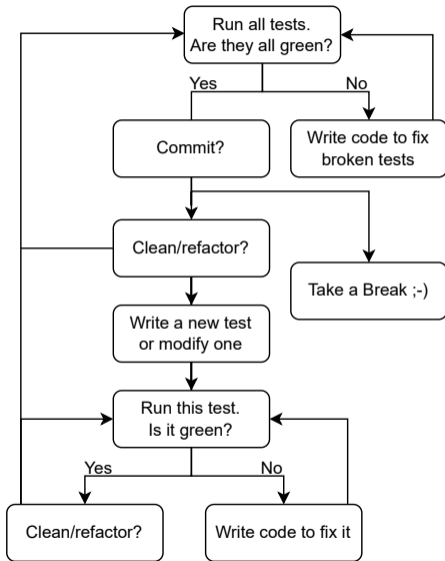 Run all tests.
Are they all green?
Yes
No
Commit?
Write code to fix
broken tests
Clean/refactor?
Take a Break ;-)
Write a new test
or modify one
Run this test.
Is it green?
Yes
No
Clean/refactor?
Write code to fix it